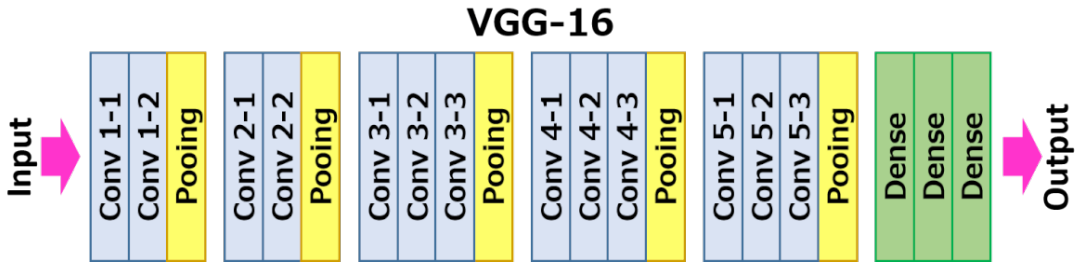 VGG-16
Input
Conv 1-1
Conv 1-2
Pooing
Conv 2-1
Conv 2-2
Pooing
Conv 3-1
Conv 3-2
Conv 3-3
Pooing
Conv 4-1
Conv 4-2
Conv 4-3
Pooing
Conv 5-1
Conv 5-2
Conv 5-3
Pooing
Dense
Dense
Dense
Output